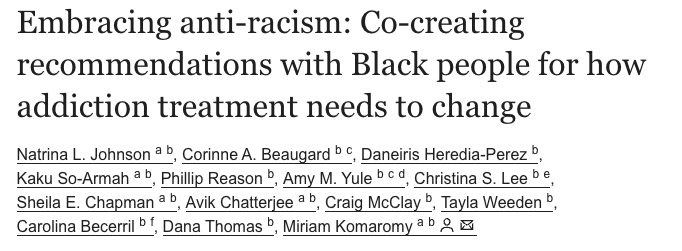 Embracing anti-racism: Co-creating
recommendations with Black people for how
addiction treatment needs to change
Natrina L. Johnson a b, Corinne A. Beaugard b c, Daneiris Heredia-Perez b,
Kaku So-Armah a b, Phillip Reason b, Amy M. Yule b c d, Christina S. Lee b e,
Sheila E. Chapman a b, Avik Chatterjee a b, Craig McClay b, Tayla Weeden b,
Carolina Becerril b f, Dana Thomas b, Miriam Komaromy a b